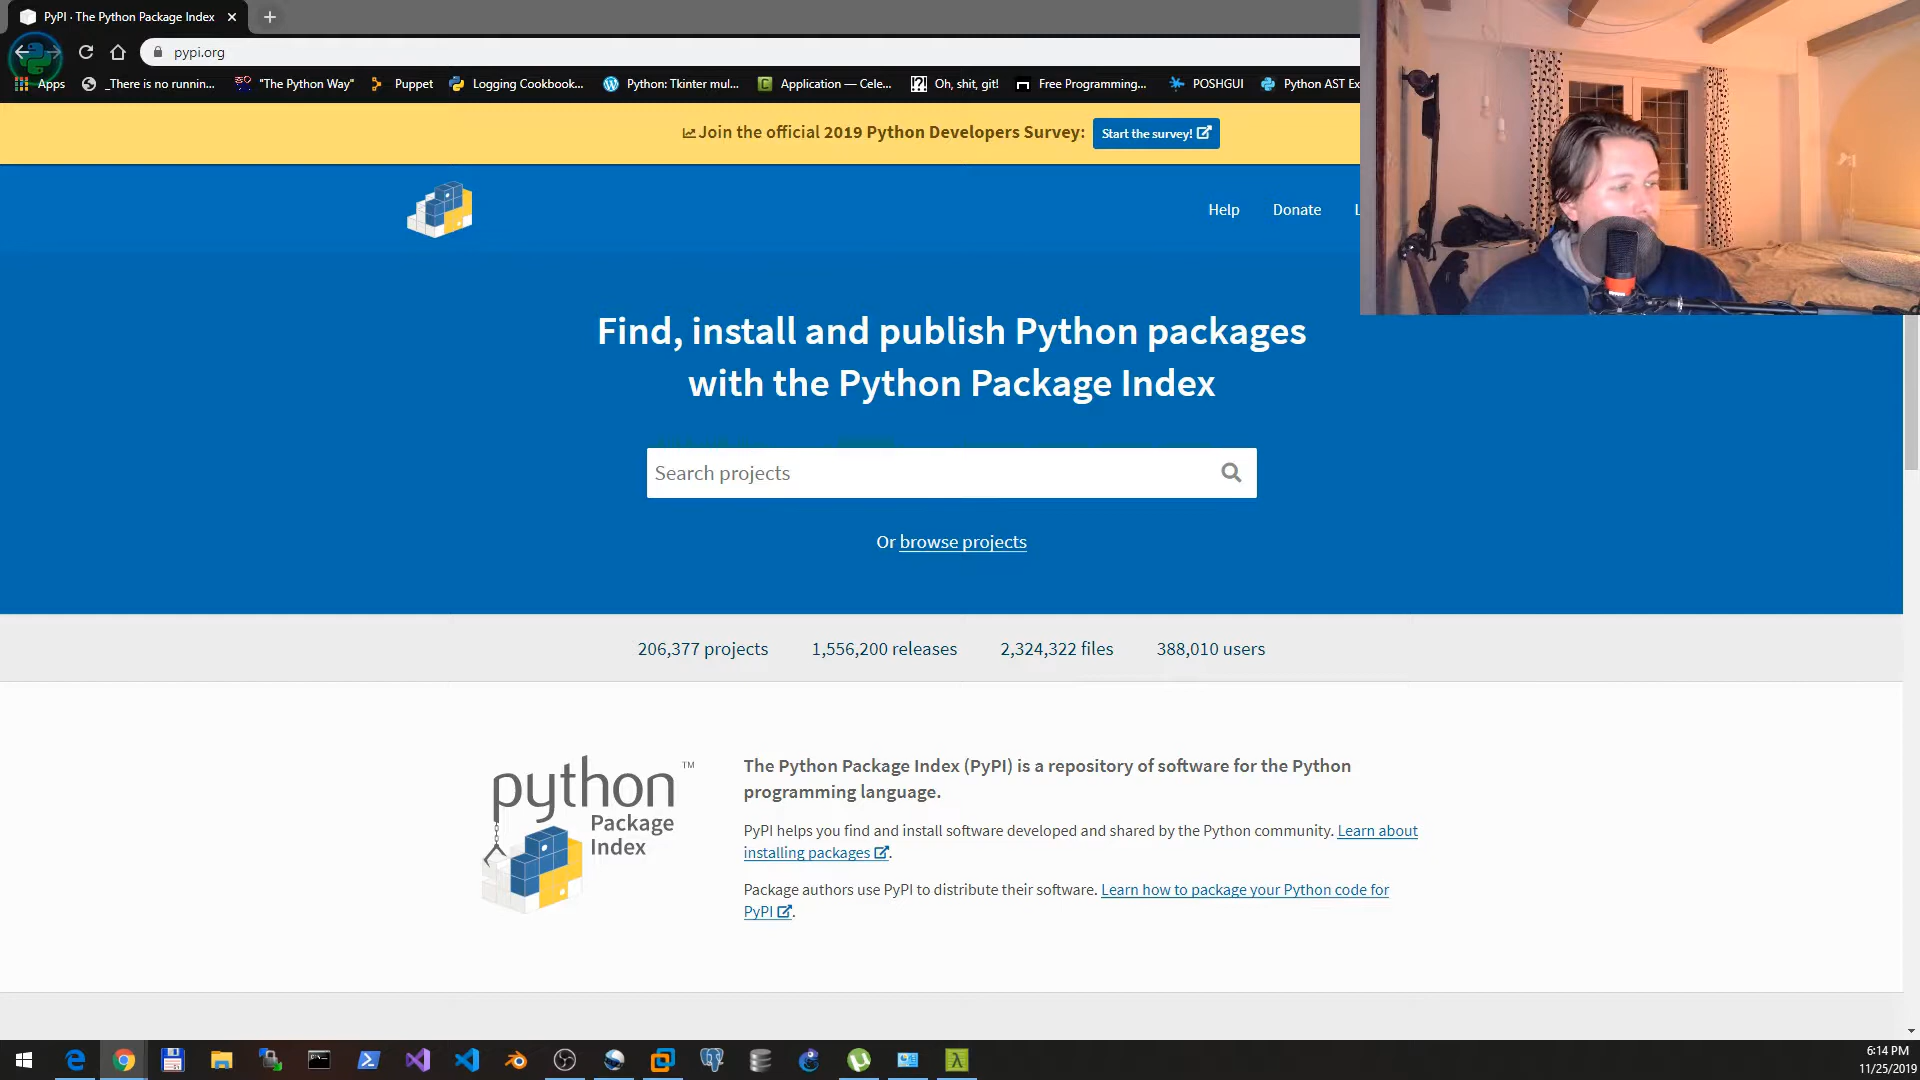 PyPI · The Python Package Index
pypi.org
Apps
_There is no runnin...
"The Python Way"
Puppet
Logging Cookbook...
Python: Tkinter mul...
Application — Cele...
Oh, shit, git!
Free Programming...
POSHGUI
Python AST Ex
Join the official 2019 Python Developers Survey:
Start the survey!
Help
Donate
L
Find, install and publish Python packages
with the Python Package Index
Search projects
Or browse projects
206,377 projects
1,556,200 releases
2,324,322 files
388,010 users
python TM
Package
Index
The Python Package Index (PyPI) is a repository of software for the Python
programming language.
PyPI helps you find and install software developed and shared by the Python community. Learn about
installing packages.
Package authors use PyPI to distribute their software. Learn how to package your Python code for
PyPI.
6:14 PM
11/25/2019